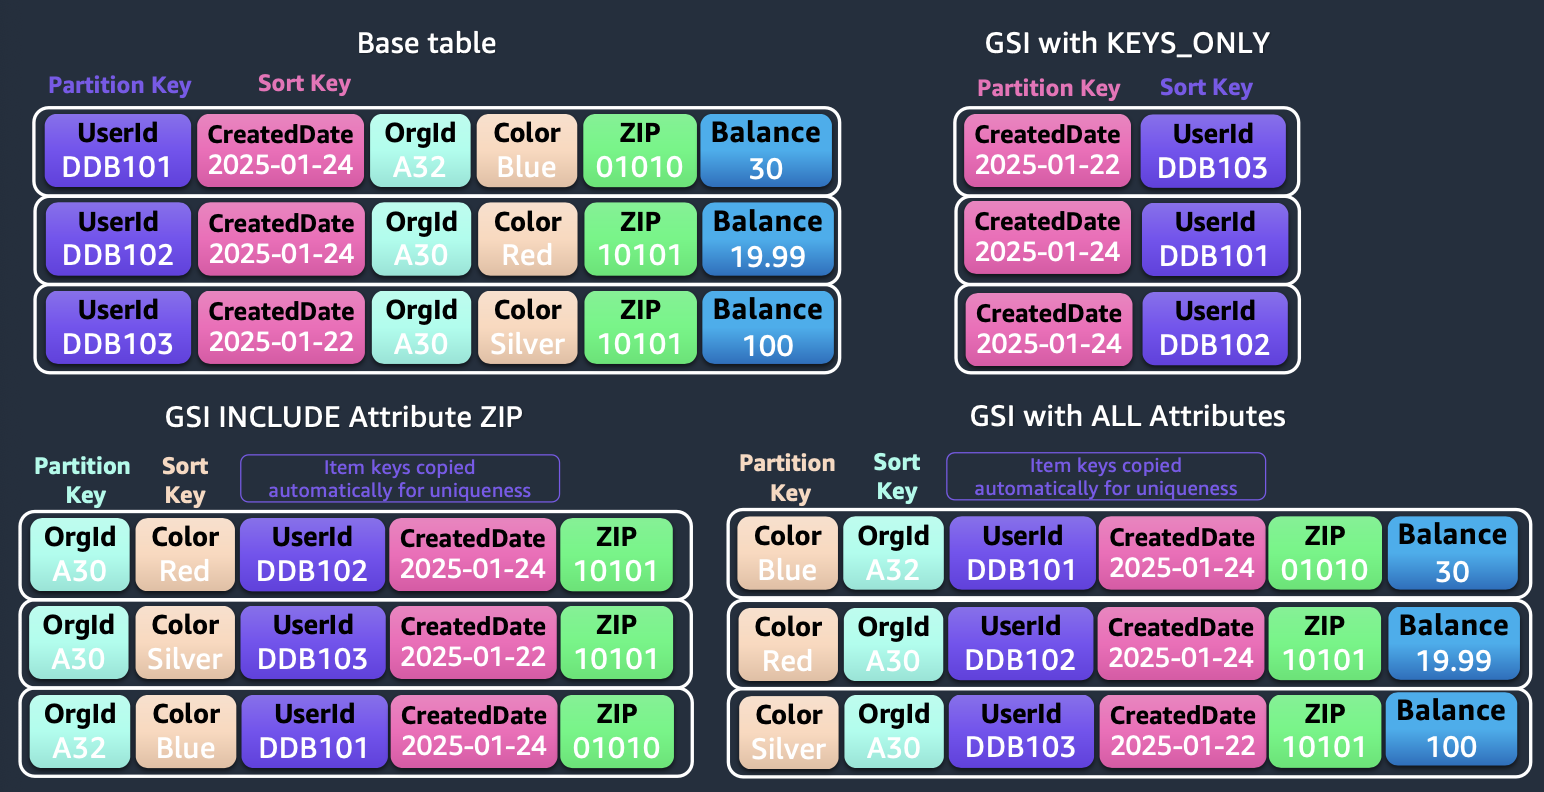 Base table
Partition Key Sort Key
UserId CreatedDate OrgId Color ZIP Balance
DDB101 2025-01-24 A32 Blue 01010 30
UserId CreatedDate OrgId Color ZIP Balance
DDB102 2025-01-24 A30 Red 10101 19.99
UserId CreatedDate OrgId Color ZIP Balance
DDB103 2025-01-22 A30 Silver 10101 100
GSI with KEYS_ONLY
Partition Key Sort Key
CreatedDate UserId
2025-01-22 DDB103
CreatedDate UserId
2025-01-24 DDB101
CreatedDate UserId
2025-01-24 DDB102
GSI INCLUDE Attribute ZIP
Partition Sort Item keys copied
Key Key automatically for uniqueness
OrgId Color UserId CreatedDate ZIP
A30 Red DDB102 2025-01-24 10101
OrgId Color UserId CreatedDate ZIP
A30 Silver DDB103 2025-01-22 10101
OrgId Color UserId CreatedDate ZIP
A32 Blue DDB101 2025-01-24 01010
GSI with ALL Attributes
Partition Sort Item keys copied
Key Key automatically for uniqueness
Color OrgId UserId CreatedDate ZIP Balance
Blue A32 DDB101 2025-01-24 01010 30
Color OrgId UserId CreatedDate ZIP Balance
Red A30 DDB102 2025-01-24 10101 19.99
Color OrgId UserId CreatedDate ZIP Balance
Silver A30 DDB103 2025-01-22 10101 100